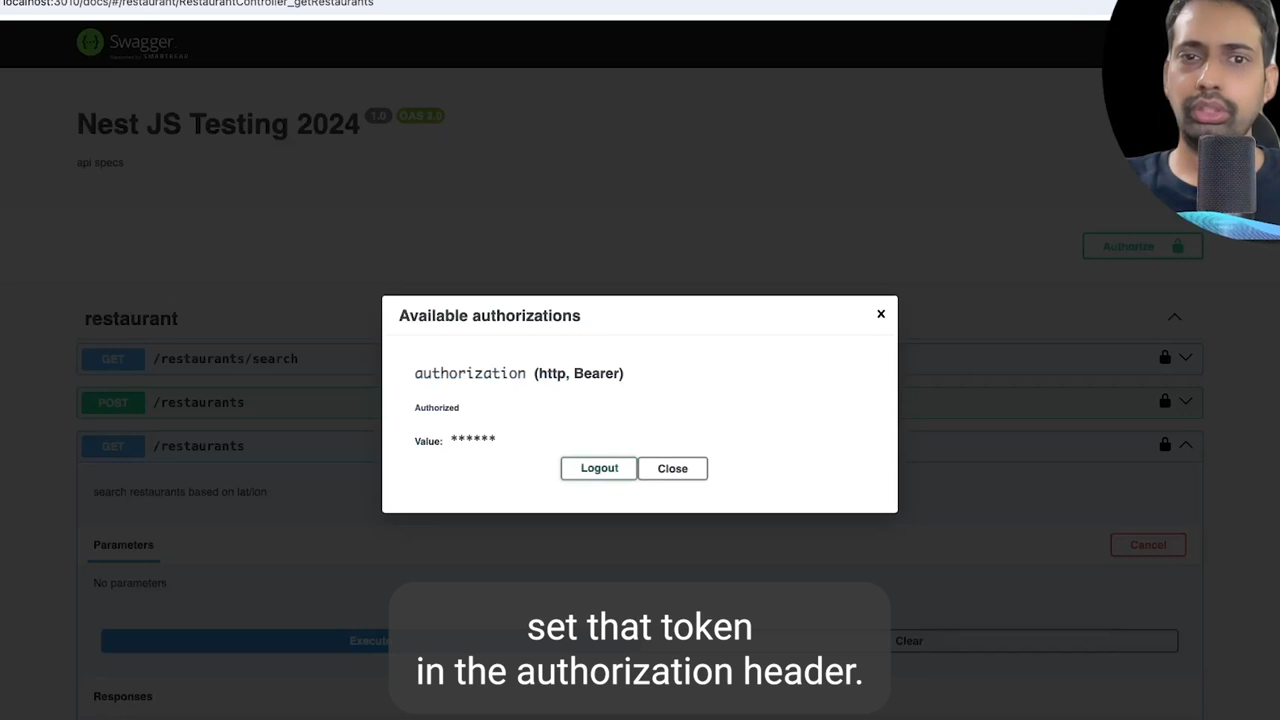 localhost:3010/docs/#/restaurant/RestaurantController_getRestaurants
Swagger
Nest JS Testing 2024 1.0 OAS 3.0
api specs
Authorize
restaurant
Available authorizations x
authorization (http, Bearer)
Authorized
Value: ******
Logout Close
GET /restaurants/search
POST /restaurants
GET /restaurants
search restaurants based on lat/lon
Parameters
Cancel
No parameters
Execute
Clear
Responses
set that token
in the authorization header.